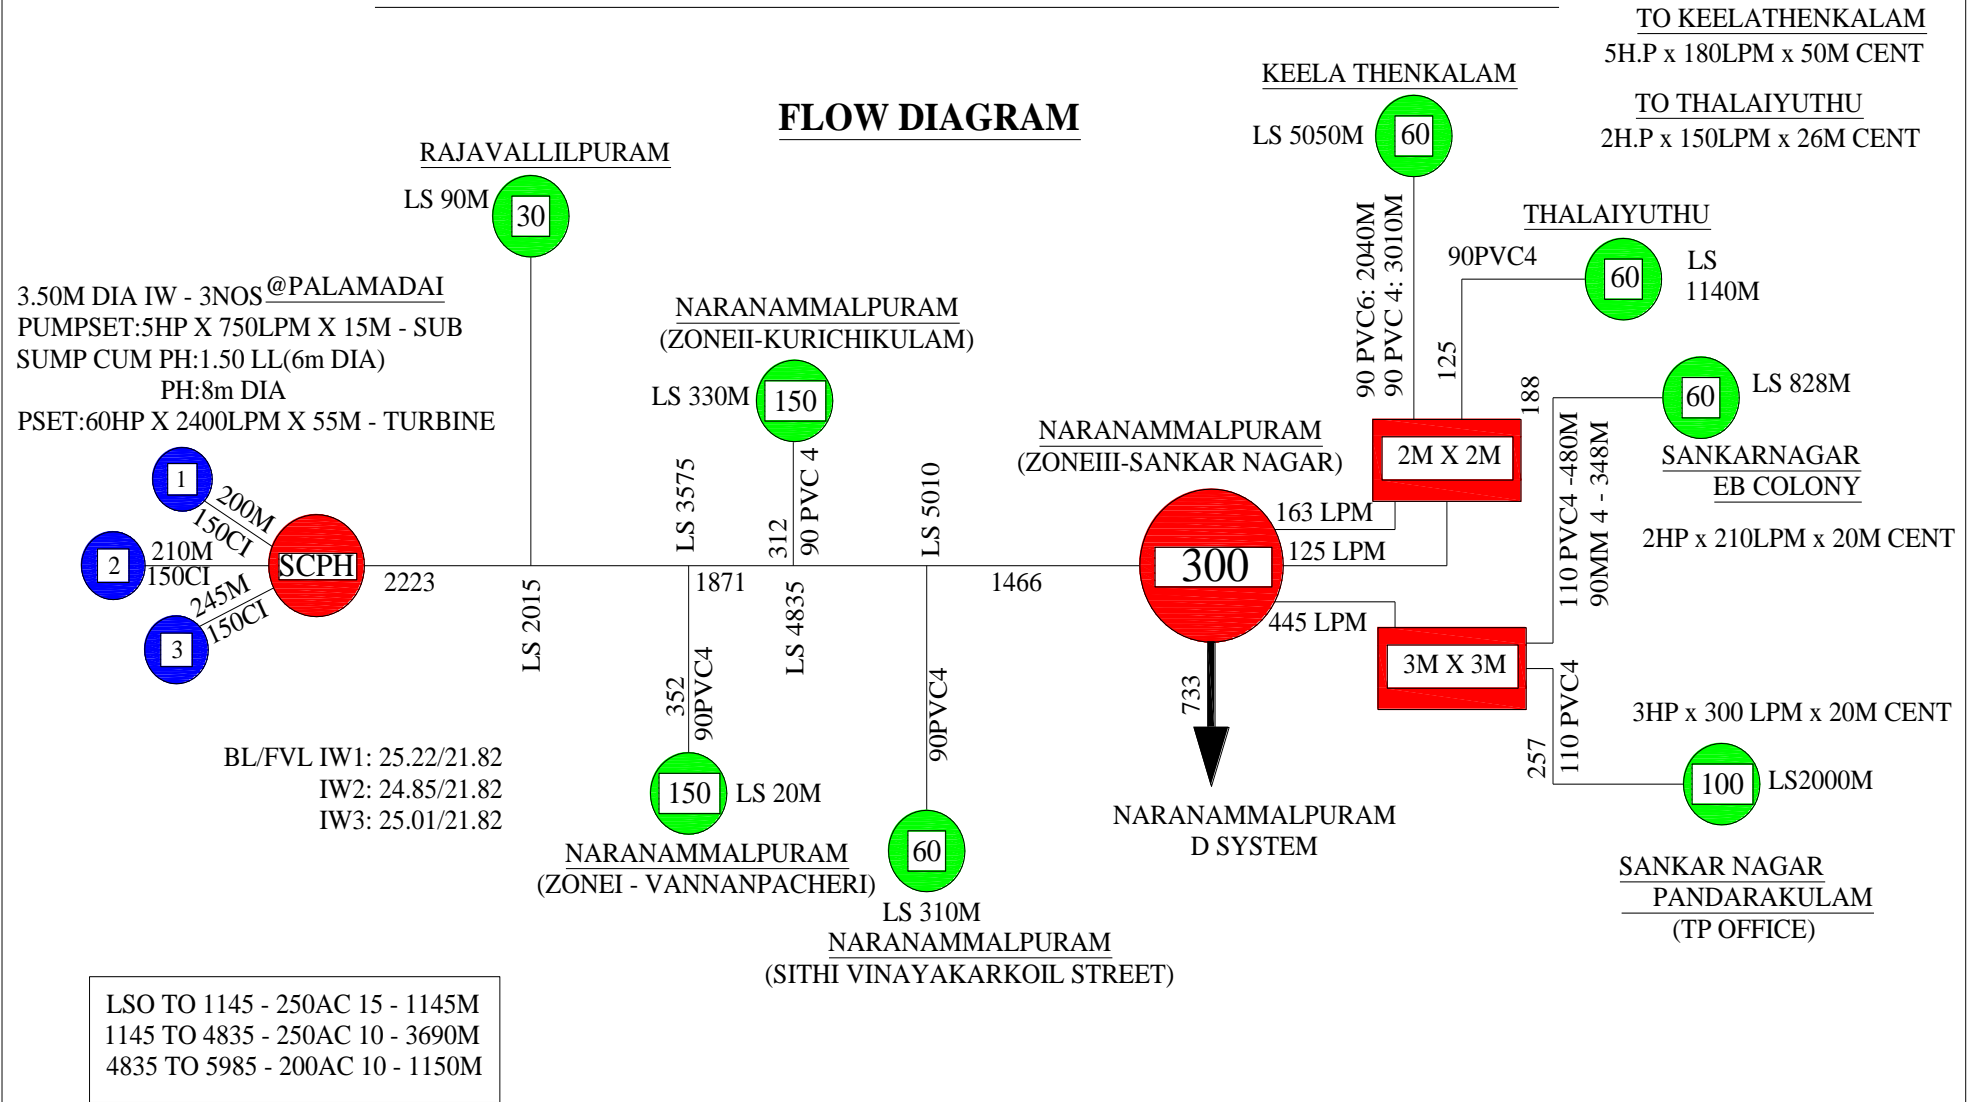 TO KEELATHENKALAM
5H.P x 180LPM x 50M CENT
TO THALAIYUTHU
2H.P x 150LPM x 26M CENT
FLOW DIAGRAM
KEELA THENKALAM
LS 5050M
60
90 PVC6: 2040M
90 PVC 4: 3010M
RAJAVALLILPURAM
LS 90M
30
THALAIYUTHU
90PVC4
60
LS
1140M
125
3.50M DIA IW - 3NOS @PALAMADAI
PUMPSET:5HP X 750LPM X 15M - SUB
SUMP CUM PH:1.50 LL(6m DIA)
PH:8m DIA
PSET:60HP X 2400LPM X 55M - TURBINE
NARANAMMALPURAM
(ZONEII-KURICHIKULAM)
LS 330M
150
312
90 PVC 4
188
60
LS 828M
SANKARNAGAR
EB COLONY
2HP x 210LPM x 20M CENT
110 PVC4 -480M
90MM 4 - 348M
NARANAMMALPURAM
(ZONEIII-SANKAR NAGAR)
2M X 2M
163 LPM
125 LPM
445 LPM
300
1
200M
150CI
2
210M
150CI
3
245M
150CI
SCPH
2223
LS 2015
LS 3575
1871
LS 4835
LS 5010
1466
3M X 3M
733
352
90PVC4
90PVC4
110 PVC4
257
3HP x 300 LPM x 20M CENT
100
LS2000M
BL/FVL IW1: 25.22/21.82
IW2: 24.85/21.82
IW3: 25.01/21.82
150
LS 20M
NARANAMMALPURAM
(ZONEI - VANNANPACHERI)
60
LS 310M
NARANAMMALPURAM
(SITHI VINAYAKARKOIL STREET)
NARANAMMALPURAM
D SYSTEM
SANKAR NAGAR
PANDARAKULAM
(TP OFFICE)
LSO TO 1145 - 250AC 15 - 1145M
1145 TO 4835 - 250AC 10 - 3690M
4835 TO 5985 - 200AC 10 - 1150M